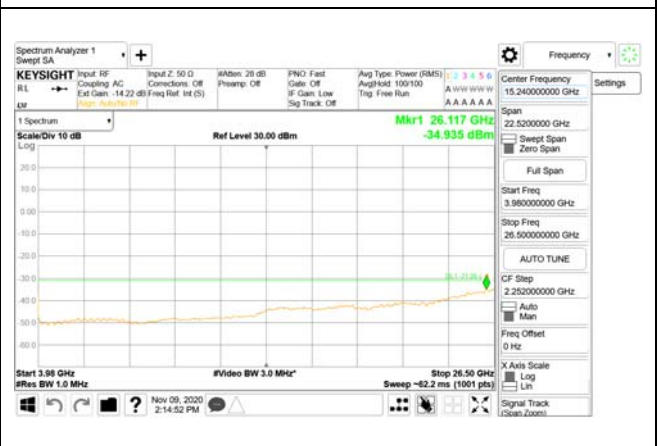 Spectrum Analyzer 1
Swept SA
+
Frequency
KEYSIGHT
RL
Input: RF
Coupling: AC
Ext Gain: -14.22 dB
Align: Auto/No RF
Input Z: 50 Ω
Corrections: Off
Freq Ref: Int (S)
#Atten: 28 dB
Preamp: Off
PNO: Fast
Gate: Off
IF Gain: Low
Sig Track: Off
Avg Type: Power (RMS)
Avg|Hold: 100/100
Trig: Free Run
1 2 3 4 5 6
A W W W W W
A A A A A A
1 Spectrum
Scale/Div 10 dB
Ref Level 30.00 dBm
Mkr1 26.117 GHz
-34.935 dBm
Log
20.0
10.0
0.00
-10.0
-20.0
-30.0
-40.0
-50.0
-60.0
Start 3.98 GHz
#Res BW 1.0 MHz
#Video BW 3.0 MHz*
Stop 26.50 GHz
Sweep ~62.2 ms (1001 pts)
Nov 09, 2020
2:14:52 PM
Center Frequency
15.240000000 GHz
Settings
Span
22.5200000 GHz
Swept Span
Zero Span
Full Span
Start Freq
3.980000000 GHz
Stop Freq
26.500000000 GHz
AUTO TUNE
CF Step
2.252000000 GHz
Auto
Man
Freq Offset
0 Hz
X Axis Scale
Log
Lin
Signal Track
(Span Zoom)